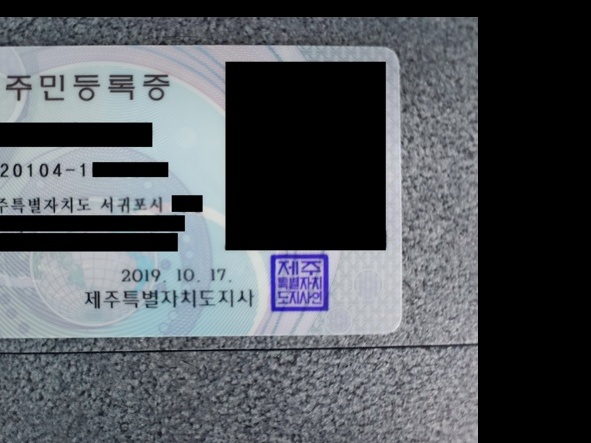 주민등록증
20104-1
주특별자치도 서귀포시
2019. 10. 17.
제주특별자치도지사
제주
특별자치
도지사인